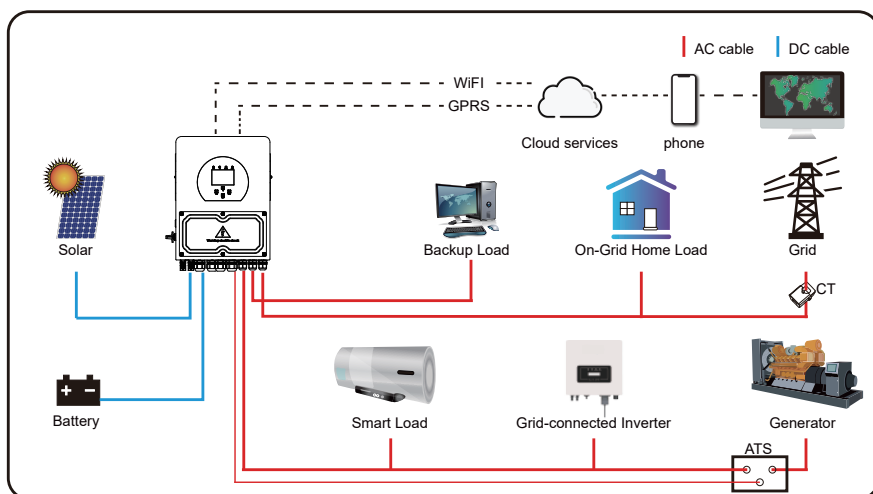 AC cable
DC cable
WiFI
GPRS
Cloud services
phone
Solar
Backup Load
On-Grid Home Load
Grid
CT
Battery
Smart Load
Grid-connected Inverter
Generator
ATS